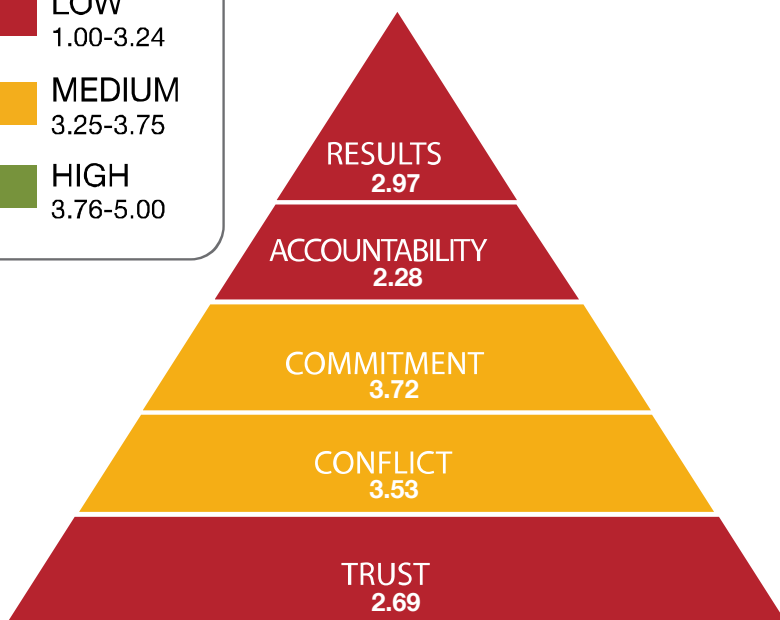 LOW
1.00-3.24
MEDIUM
3.25-3.75
HIGH
3.76-5.00
RESULTS
2.97
ACCOUNTABILITY
2.28
COMMITMENT
3.72
CONFLICT
3.53
TRUST
2.69